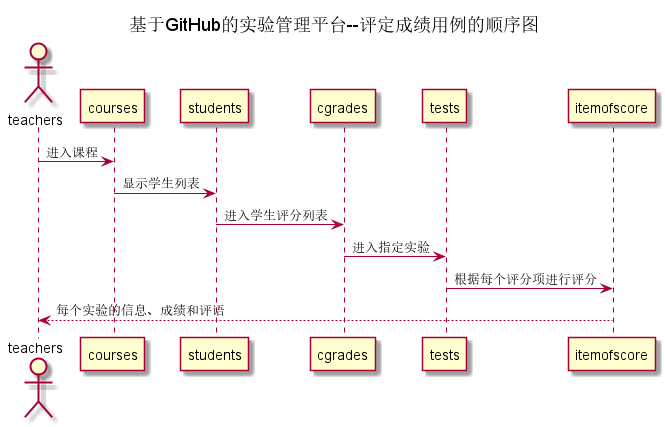 基于GitHub的实验管理平台--评定成绩用例的顺序图
teachers
courses
students
cgrades
tests
itemofscore
进入课程
显示学生列表
进入学生评分列表
进入指定实验
根据每个评分项进行评分
每个实验的信息、成绩和评语
teachers
courses
students
cgrades
tests
itemofscore